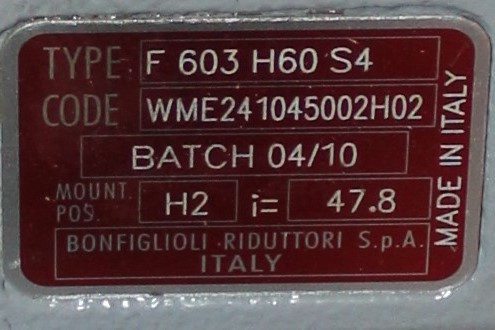 TYPE F 603 H60 S4
CODE WME241045002H02
BATCH 04/10
MOUNT. POS. H2 i= 47.8
BONFIGLIOLI RIDUTTORI S.p.A.
ITALY
MADE IN ITALY